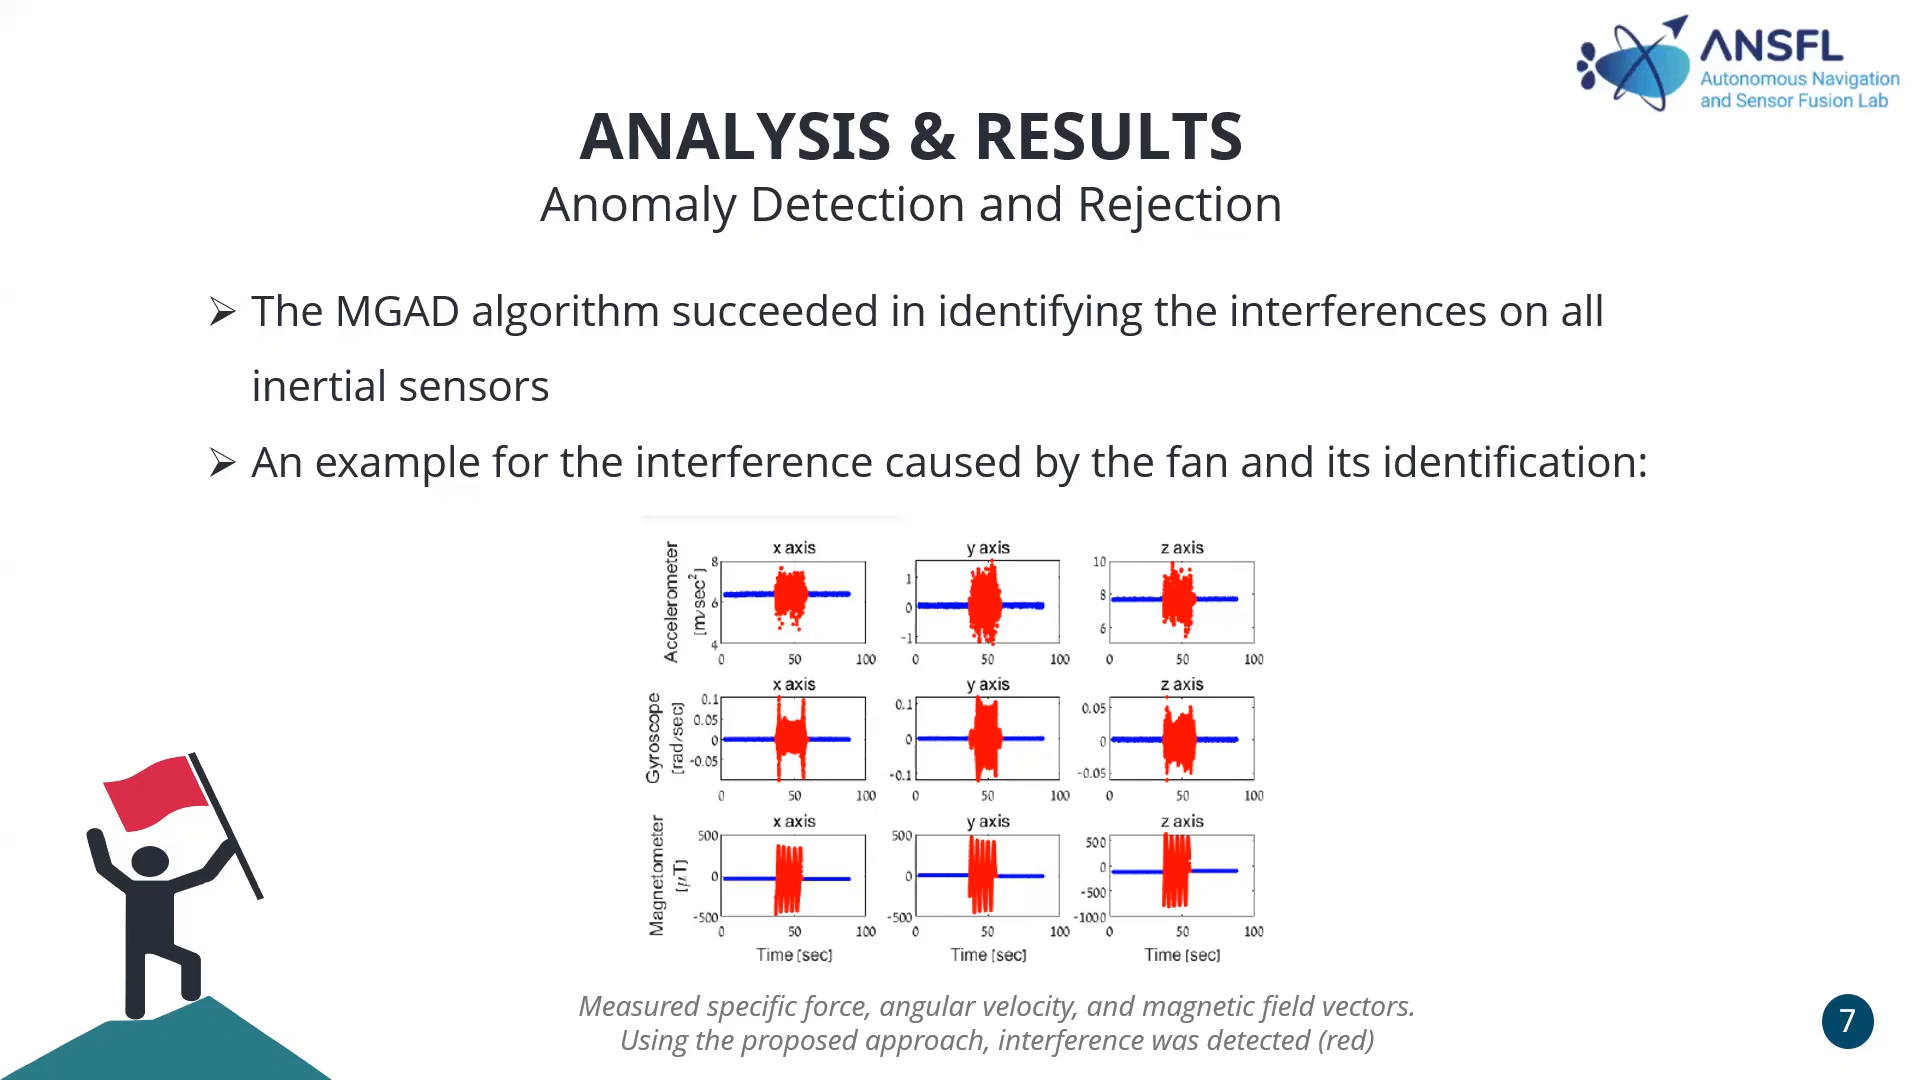 ANSFL
Autonomous Navigation
and Sensor Fusion Lab
ANALYSIS & RESULTS
Anomaly Detection and Rejection
➢ The MGAD algorithm succeeded in identifying the interferences on all
inertial sensors
➢ An example for the interference caused by the fan and its identification:
Accelerometer
[m/sec²]
x axis
8
6
4
0 50 100
y axis
1
0
-1
0 50 100
z axis
10
8
6
0 50 100
Gyroscope
[rad/sec]
x axis
0.1
0.05
0
-0.05
0 50 100
y axis
0.1
0
-0.1
0 50 100
z axis
0.05
0
-0.05
0 50 100
Magnetometer
[μT]
x axis
500
0
-500
0 50 100
Time [sec]
y axis
500
0
-500
0 50 100
Time [sec]
z axis
500
0
-500
-1000
0 50 100
Time [sec]
Measured specific force, angular velocity, and magnetic field vectors.
Using the proposed approach, interference was detected (red)
7